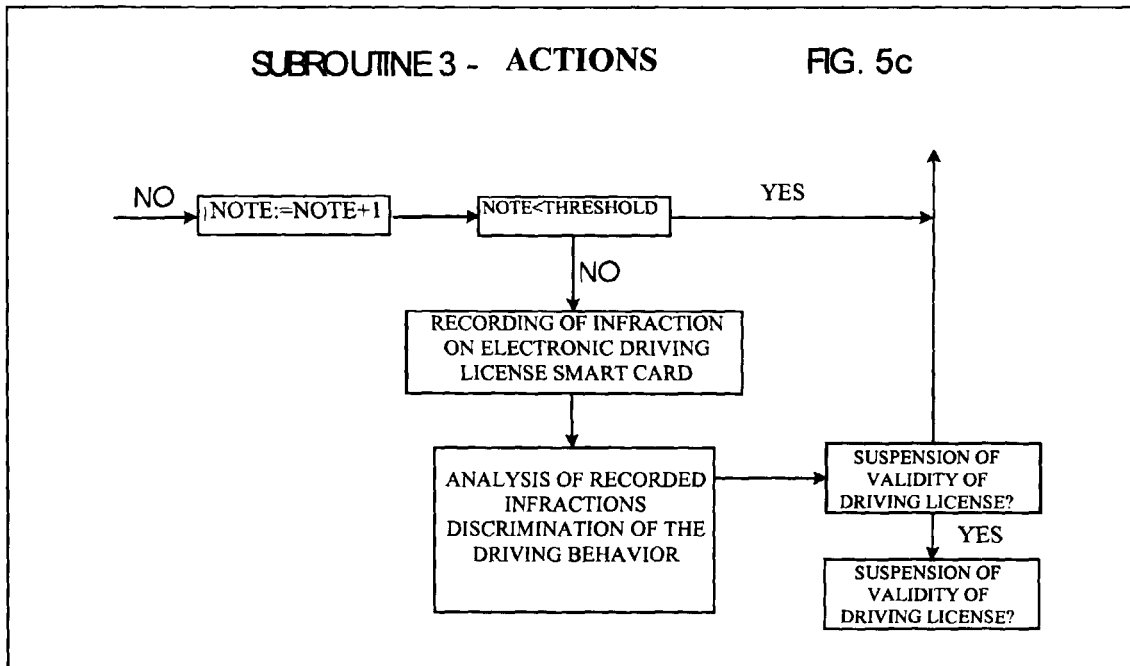 SUBROUTINE 3 - ACTIONS FIG. 5c
NO
NOTE:=NOTE+1
NOTE<THRESHOLD
YES
NO
RECORDING OF INFRACTION
ON ELECTRONIC DRIVING
LICENSE SMART CARD
ANALYSIS OF RECORDED
INFRACTIONS
DISCRIMINATION OF THE
DRIVING BEHAVIOR
SUSPENSION OF
VALIDITY OF
DRIVING LICENSE?
YES
SUSPENSION OF
VALIDITY OF
DRIVING LICENSE?